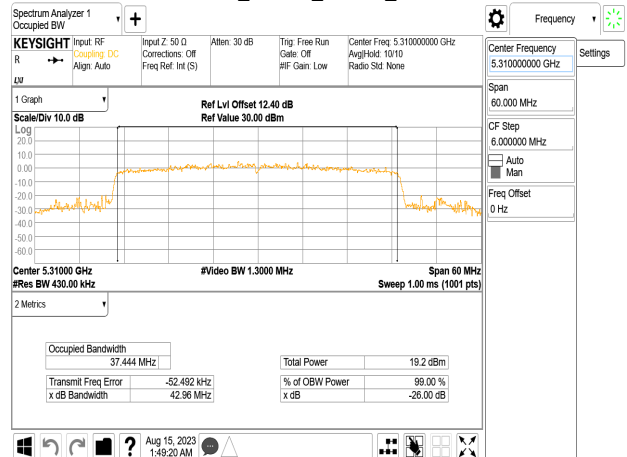 Spectrum Analyzer 1
Occupied BW
KEYSIGHT
R
Input: RF
Coupling: DC
Align: Auto
Input Z: 50 Ω
Corrections: Off
Freq Ref: Int (S)
Atten: 30 dB
Trig: Free Run
Gate: Off
#IF Gain: Low
Center Freq: 5.310000000 GHz
Avg|Hold: 10/10
Radio Std: None
1 Graph
Scale/Div 10.0 dB
Ref Lvl Offset 12.40 dB
Ref Value 30.00 dBm
Log
20.0
10.0
0.00
-10.0
-20.0
-30.0
-40.0
-50.0
-60.0
Center 5.31000 GHz
#Res BW 430.00 kHz
#Video BW 1.3000 MHz
Span 60 MHz
Sweep 1.00 ms (1001 pts)
2 Metrics
Occupied Bandwidth
37.444 MHz
Transmit Freq Error -52.492 kHz
x dB Bandwidth 42.96 MHz
Total Power 19.2 dBm
% of OBW Power 99.00 %
x dB -26.00 dB
Aug 15, 2023
1:49:20 AM
Frequency
Center Frequency
5.310000000 GHz
Settings
Span
60.000 MHz
CF Step
6.000000 MHz
Auto
Man
Freq Offset
0 Hz